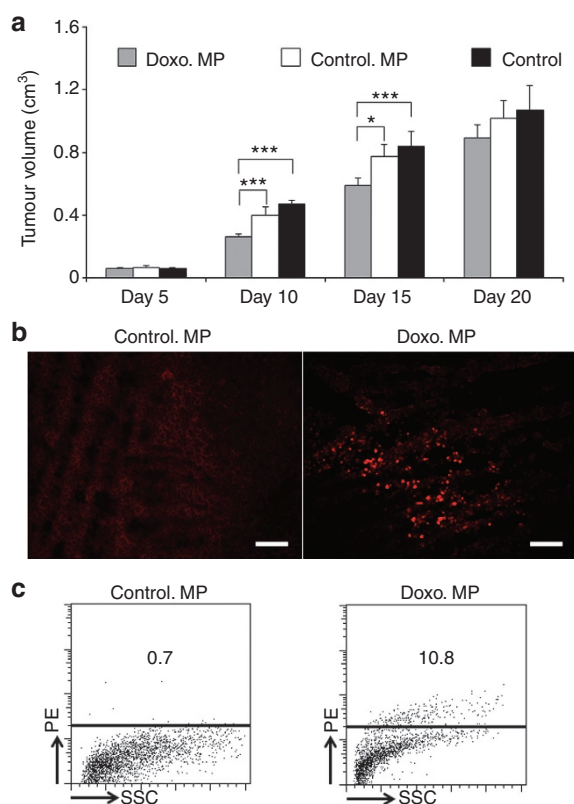 a
1.6
Doxo. MP Control. MP Control
Tumour volume (cm³)
1.2
***
***
*
0.8
***
0.4
0
Day 5 Day 10 Day 15 Day 20
b
Control. MP Doxo. MP
c
Control. MP Doxo. MP
0.7 10.8
PE PE
SSC SSC